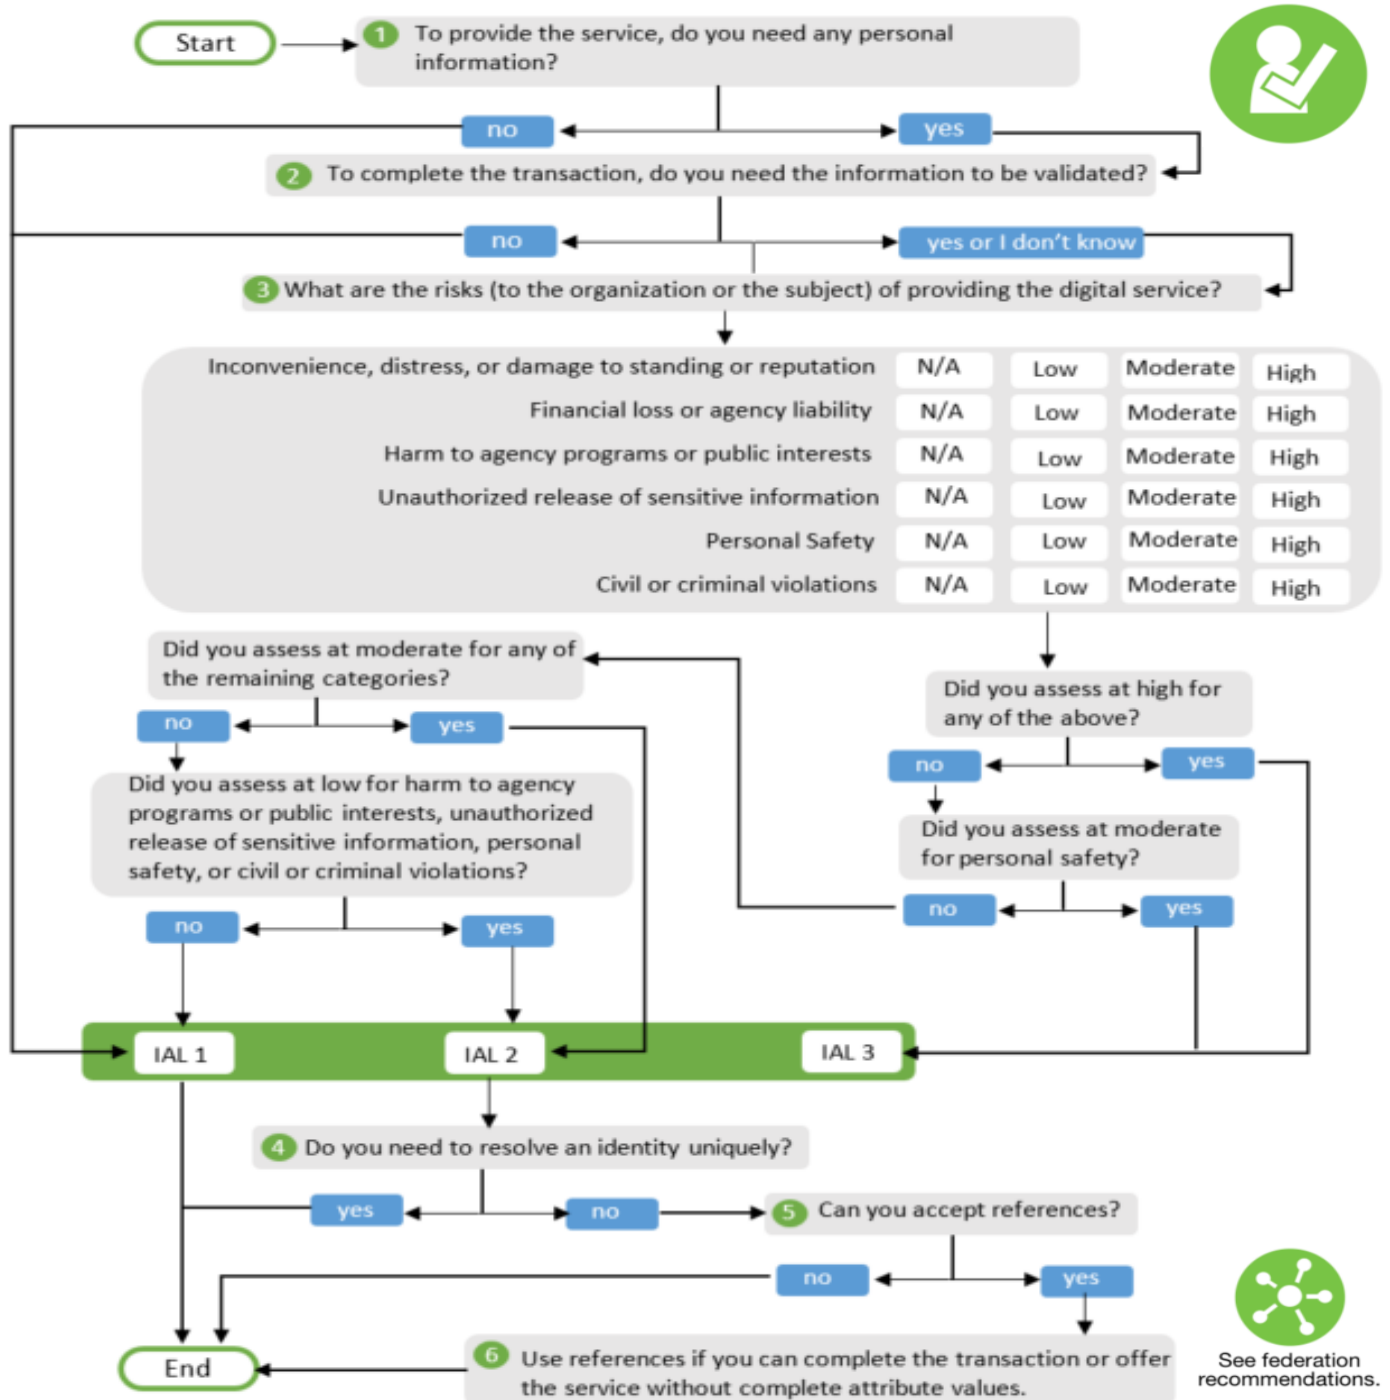 Start
1 To provide the service, do you need any personal
information?
no
yes
2 To complete the transaction, do you need the information to be validated?
no
yes or I don't know
3 What are the risks (to the organization or the subject) of providing the digital service?
Inconvenience, distress, or damage to standing or reputation N/A Low Moderate High
Financial loss or agency liability N/A Low Moderate High
Harm to agency programs or public interests N/A Low Moderate High
Unauthorized release of sensitive information N/A Low Moderate High
Personal Safety N/A Low Moderate High
Civil or criminal violations N/A Low Moderate High
Did you assess at high for
any of the above?
no
yes
Did you assess at moderate
for personal safety?
no
yes
Did you assess at moderate for any of
the remaining categories?
no
yes
Did you assess at low for harm to agency
programs or public interests, unauthorized
release of sensitive information, personal
safety, or civil or criminal violations?
no
yes
IAL 1
IAL 2
IAL 3
4 Do you need to resolve an identity uniquely?
yes
no
5 Can you accept references?
no
yes
6 Use references if you can complete the transaction or offer
the service without complete attribute values.
End
See federation
recommendations.